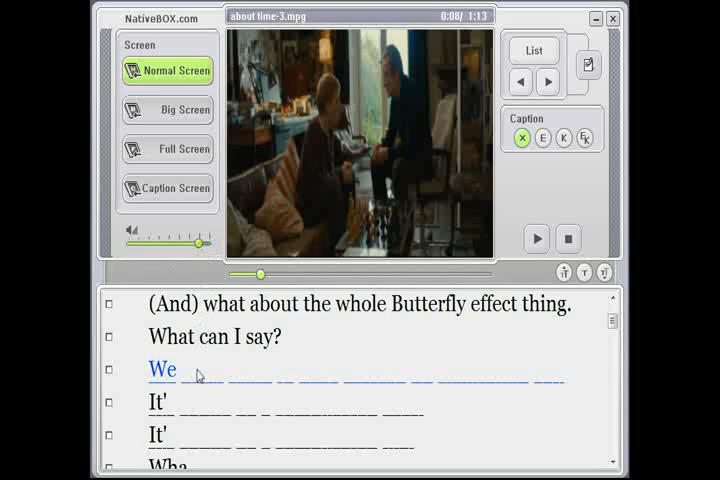 NativeBOX.com
about time-3.mpg 0:08/ 1:13
Screen
Normal Screen
Big Screen
Full Screen
Caption Screen
List
Caption
X E K EK
T T T
(And) what about the whole Butterfly effect thing.
What can I say?
We
It'
It'
Wha